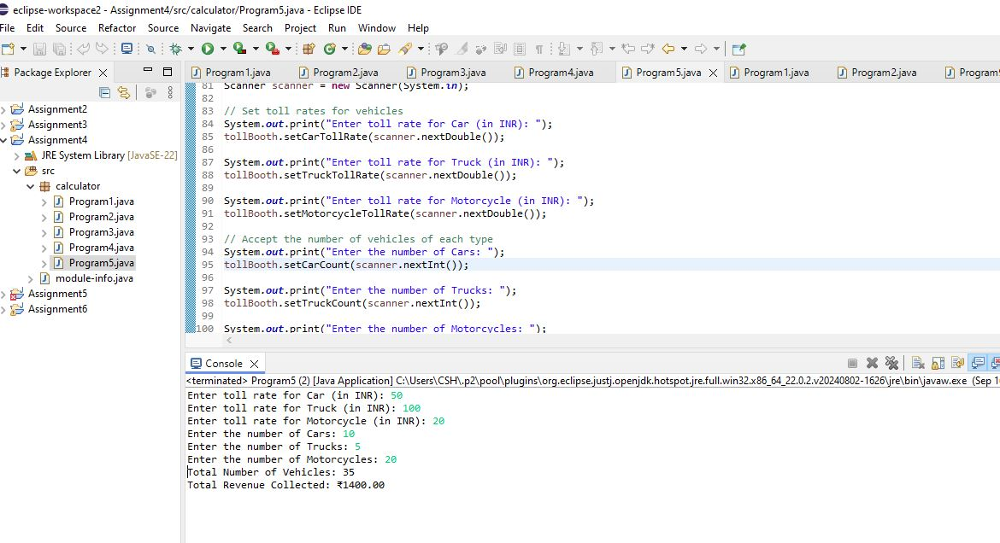 eclipse-workspace2 - Assignment4/src/calculator/Program5.java - Eclipse IDE
File Edit Source Refactor Source Navigate Search Project Run Window Help
Package Explorer
Program1.java Program2.java Program3.java Program4.java Program5.java Program1.java Program2.java Program
Assignment2
Assignment3
Assignment4
JRE System Library [JavaSE-22]
src
calculator
Program1.java
Program2.java
Program3.java
Program4.java
Program5.java
module-info.java
Assignment5
Assignment6
81 Scanner scanner = new Scanner(System.in);
82
83 // Set toll rates for vehicles
84 System.out.print("Enter toll rate for Car (in INR): ");
85 tollBooth.setCarTollRate(scanner.nextDouble());
86
87 System.out.print("Enter toll rate for Truck (in INR): ");
88 tollBooth.setTruckTollRate(scanner.nextDouble());
89
90 System.out.print("Enter toll rate for Motorcycle (in INR): ");
91 tollBooth.setMotorcycleTollRate(scanner.nextDouble());
92
93 // Accept the number of vehicles of each type
94 System.out.print("Enter the number of Cars: ");
95 tollBooth.setCarCount(scanner.nextInt());
96
97 System.out.print("Enter the number of Trucks: ");
98 tollBooth.setTruckCount(scanner.nextInt());
99
100 System.out.print("Enter the number of Motorcycles: ");
Console
<terminated> Program5 (2) [Java Application] C:\Users\CSH\.p2\pool\plugins\org.eclipse.justj.openjdk.hotspot.jre.full.win32.x86_64_22.0.2.v20240802-1626\jre\bin\javaw.exe (Sep 1
Enter toll rate for Car (in INR): 50
Enter toll rate for Truck (in INR): 100
Enter toll rate for Motorcycle (in INR): 20
Enter the number of Cars: 10
Enter the number of Trucks: 5
Enter the number of Motorcycles: 20
Total Number of Vehicles: 35
Total Revenue Collected: ₹1400.00